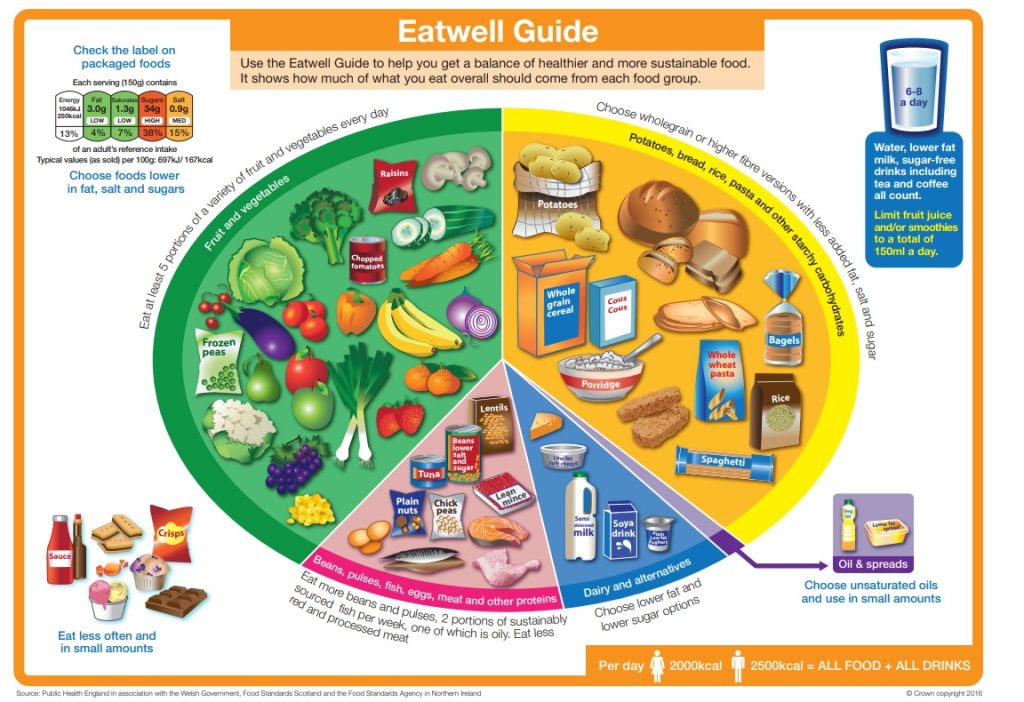 Eatwell Guide
Use the Eatwell Guide to help you get a balance of healthier and more sustainable food.
It shows how much of what you eat overall should come from each food group.
Check the label on
packaged foods
Each serving (150g) contains
Energy
1046kJ
250kcal
13%
Fat
3.0g
LOW
4%
Saturates
1.3g
LOW
7%
Sugars
34g
HIGH
38%
Salt
0.9g
MED
15%
of an adult's reference intake
Typical values (as sold) per 100g: 697kJ/ 167kcal
Choose foods lower
in fat, salt and sugars
6-8
a day
Water, lower fat
milk, sugar-free
drinks including
tea and coffee
all count.
Limit fruit juice
and/or smoothies
to a total of
150ml a day.
Eat at least 5 portions of a variety of fruit and vegetables every day
Fruit and vegetables
Raisins
Chopped
tomatoes
Frozen
peas
Choose wholegrain or higher fibre versions with less added fat, salt and sugar
Potatoes, bread, rice, pasta and other starchy carbohydrates
Potatoes
Whole
grain
cereal
Cous
Cous
Bagels
Porridge
Whole
wheat
pasta
Rice
Spaghetti
Lentils
Beans
lower
salt
and
sugar
Tuna
Plain
nuts
Chick
peas
Lean
mince
Beans, pulses, fish, eggs, meat and other proteins
Eat more beans and pulses, 2 portions of sustainably
sourced fish per week, one of which is oily. Eat less
red and processed meat
Low fat
soft cheese
Semi
skimmed
milk
Soya
drink
Plain
Low fat
Yoghurt
Dairy and alternatives
Choose lower fat and
lower sugar options
Veg
Oil
Lower fat
spread
Oil & spreads
Choose unsaturated oils
and use in small amounts
Sauce
Crisps
Eat less often and
in small amounts
Per day 2000kcal 2500kcal = ALL FOOD + ALL DRINKS
Source: Public Health England in association with the Welsh Government, Food Standards Scotland and the Food Standards Agency in Northern Ireland
© Crown copyright 2016